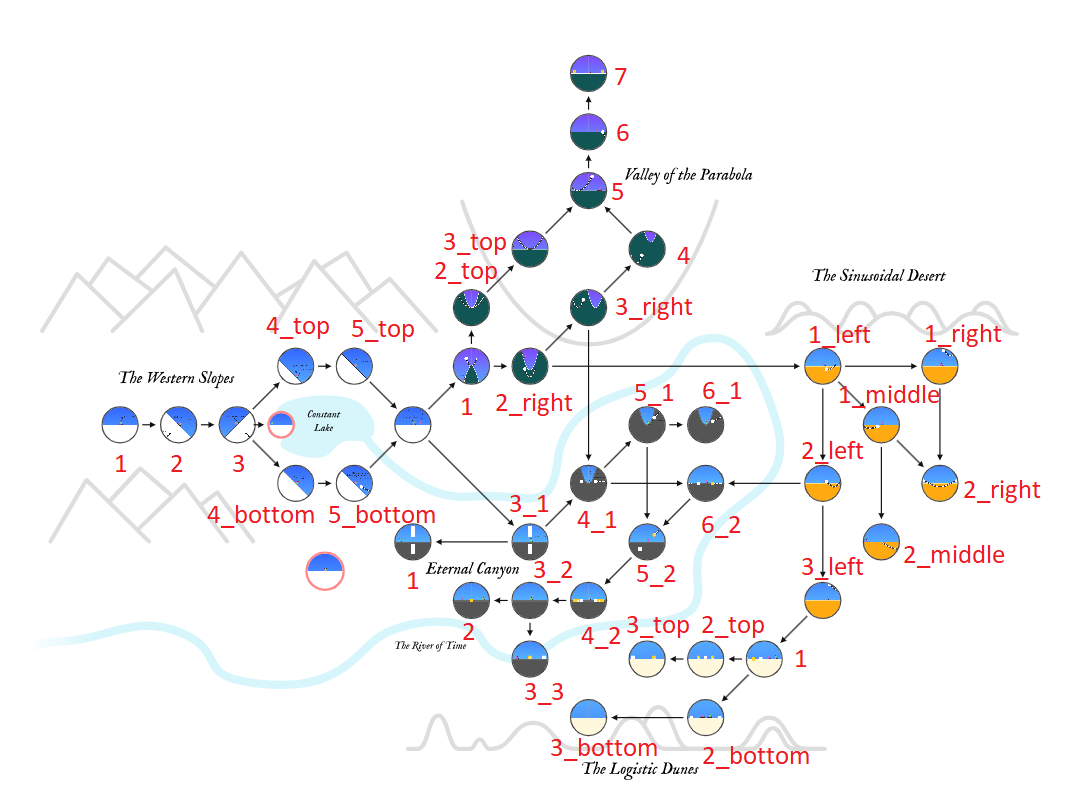 7
6
Valley of the Parabola
5
3_top
4
2_top
The Sinusoidal Desert
3_right
4_top
5_top
1_left
1_right
The Western Slopes
1
2_right
5_1
6_1
1_middle
Constant
Lake
1
2
3
2_left
2_right
4_bottom
5_bottom
3_1
4_1
6_2
2_middle
1
Eternal Canyon
3_2
5_2
3_left
2
The River of Time
4_2
3_top
2_top
1
3_3
3_bottom
2_bottom
The Logistic Dunes